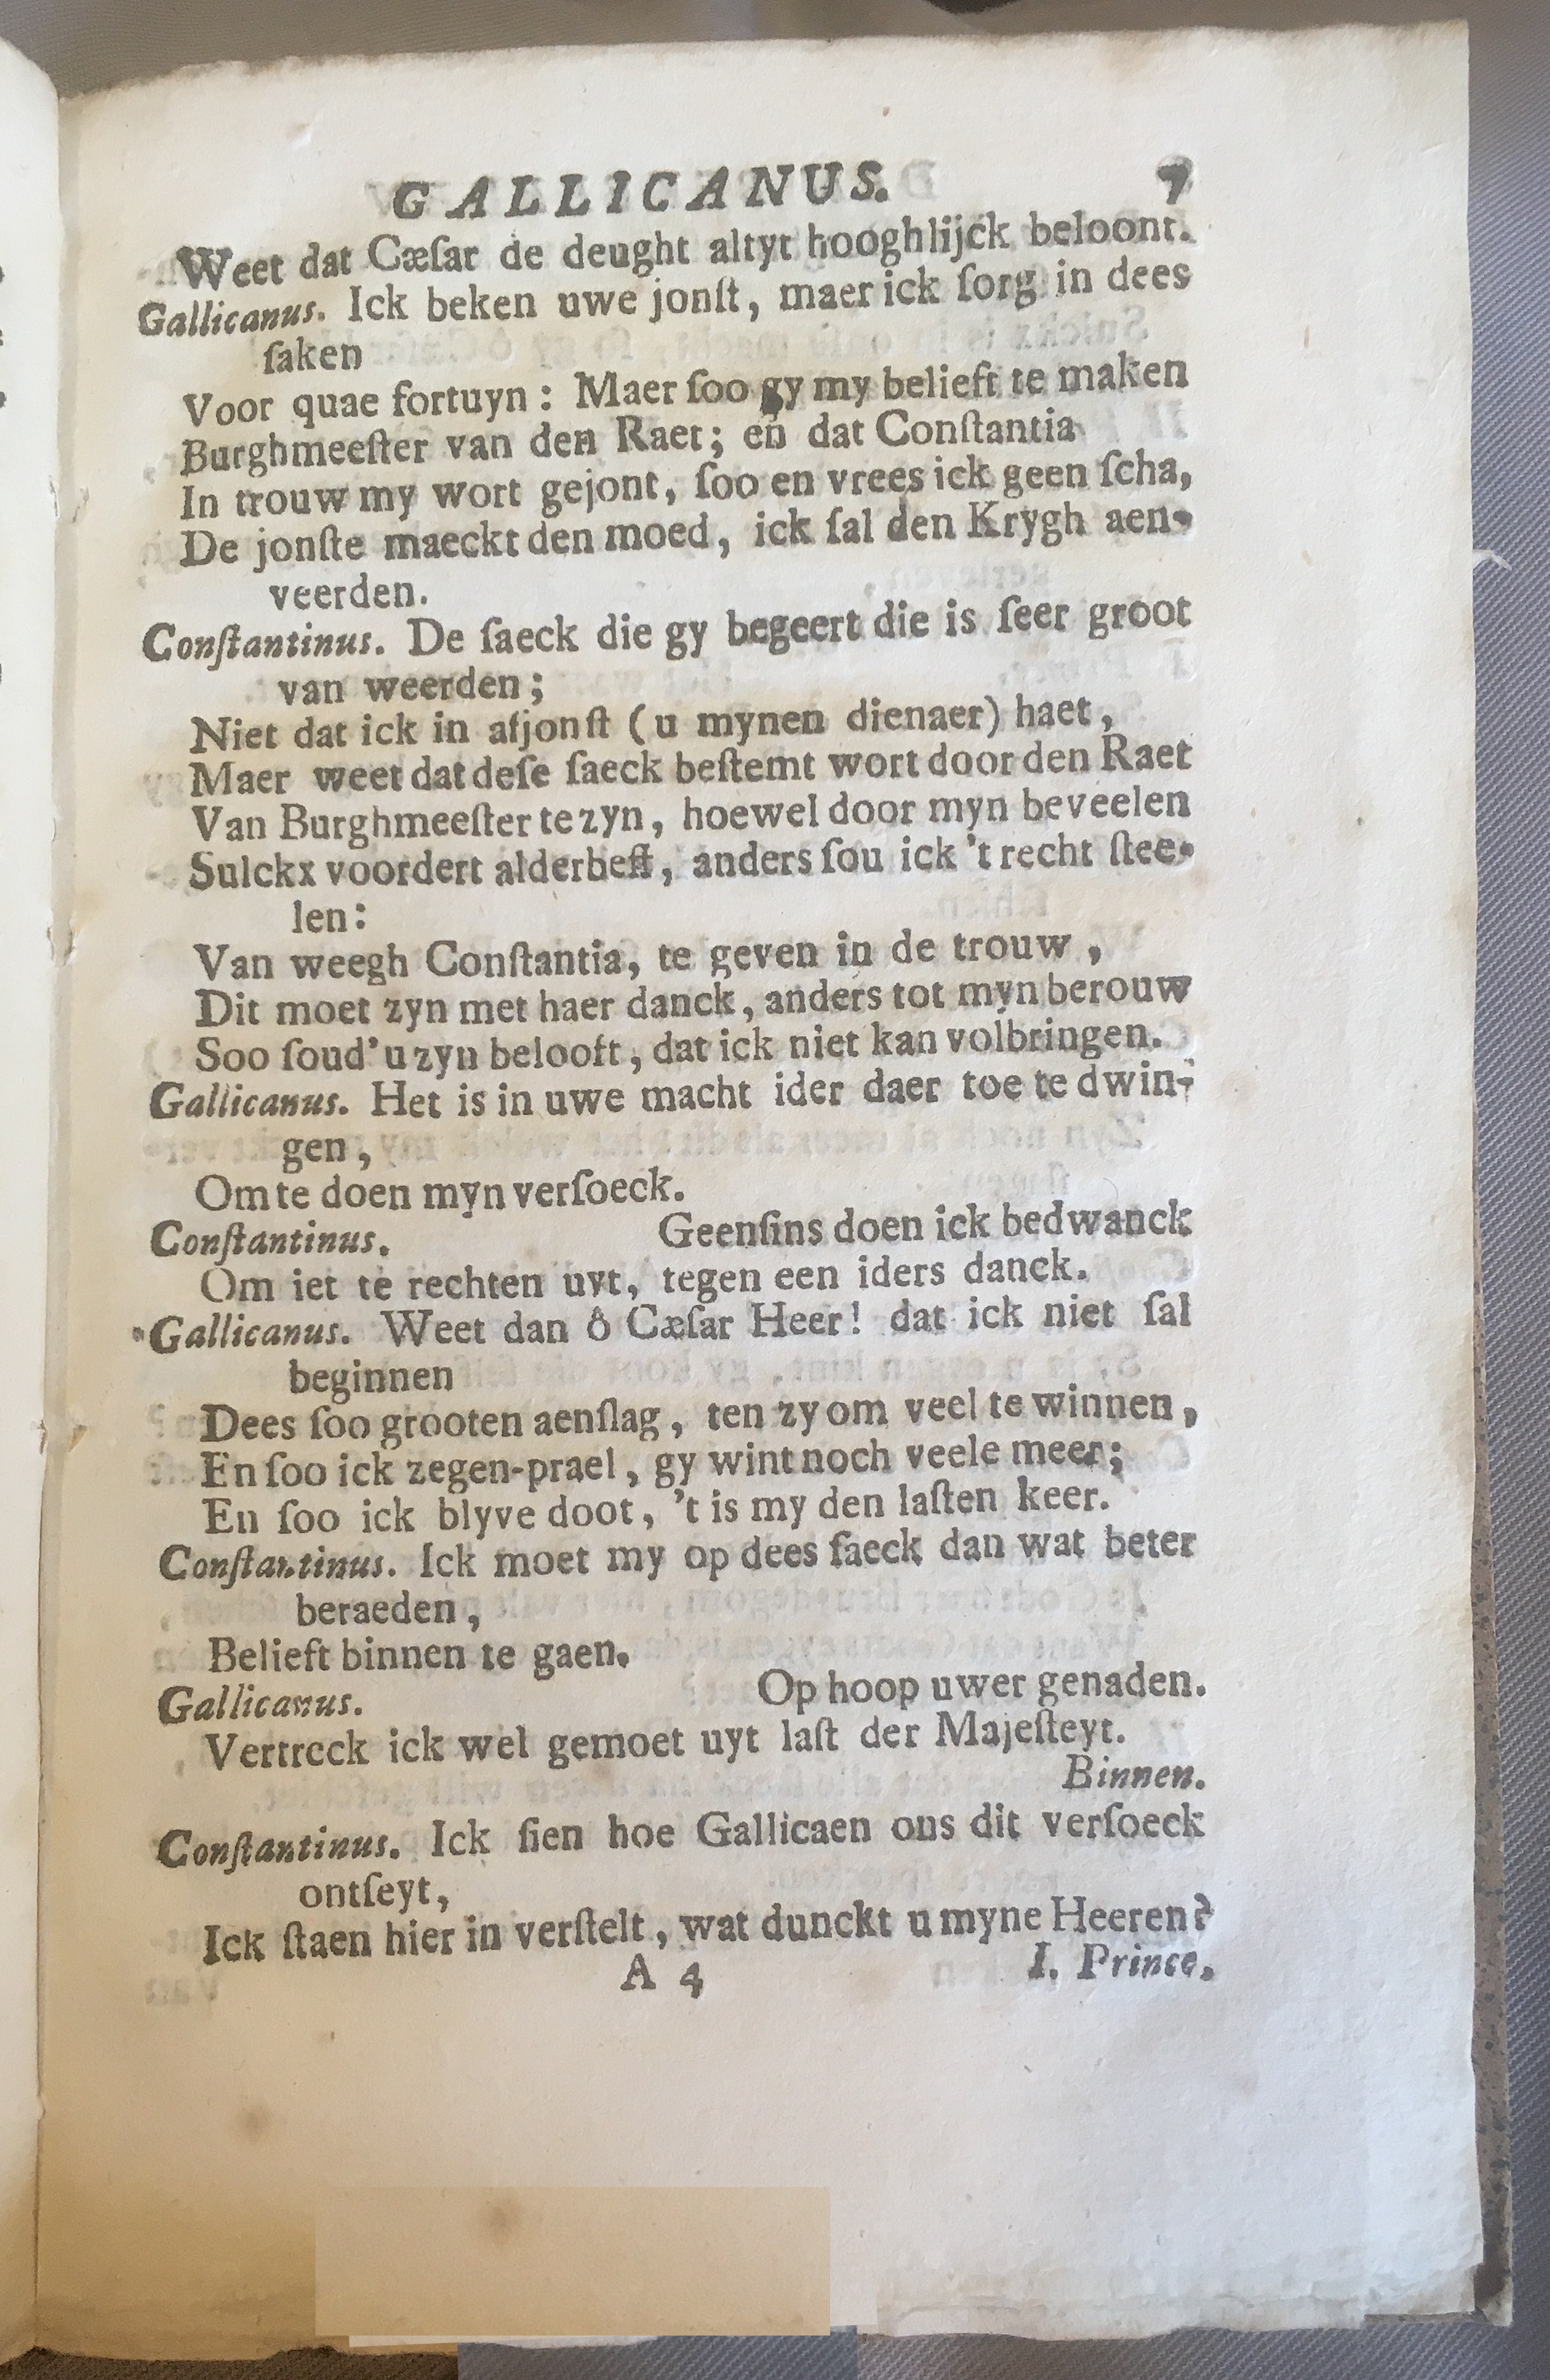 GALLICANUS. 7
Weet dat Cæſar de deught altyt hooghlijck beloont.
Gallicanus. Ick beken uwe jonſt, maer ick ſorg in dees
ſaken
Voor quae fortuyn: Maer ſoo gy my belieft te maken
Burghmeeſter van den Raet; en dat Conſtantia
In trouw my wort gejont, ſoo en vrees ick geen ſcha,
De jonſte maeckt den moed, ick ſal den Krygh aen-
veerden.
Conſtantinus. De ſaeck die gy begeert die is ſeer groot
van weerden;
Niet dat ick in afjonſt (u mynen dienaer) haet,
Maer weet dat deſe ſaeck beſtemt wort door den Raet
Van Burghmeeſter te zyn, hoewel door myn beveelen
Sulckx voordert alderbeſt, anders ſou ick 't recht ſtee-
len:
Van weegh Conſtantia, te geven in de trouw,
Dit moet zyn met haer danck, anders tot myn berouw
Soo ſoud'u zyn belooft, dat ick niet kan volbringen.
Gallicanus. Het is in uwe macht ider daer toe te dwin-
gen,
Om te doen myn verſoeck.
Conſtantinus. Geenſins doen ick bedwanck
Om iet te rechten uyt, tegen een iders danck.
Gallicanus. Weet dan ô Cæſar Heer! dat ick niet ſal
beginnen
Dees ſoo grooten aenſlag, ten zy om veel te winnen,
En ſoo ick zegen-prael, gy wint noch veele meer;
En ſoo ick blyve doot, 't is my den laſten keer.
Conſtantinus. Ick moet my op dees ſaeck dan wat beter
beraeden,
Belieft binnen te gaen.
Gallicanus. Op hoop uwer genaden.
Vertreck ick wel gemoet uyt laſt der Majeſteyt.
Binnen.
Conſtantinus. Ick ſien hoe Gallicaen ons dit verſoeck
ontſeyt,
Ick ſtaen hier in verſtelt, wat dunckt u myne Heeren?
A 4 I. Prince.